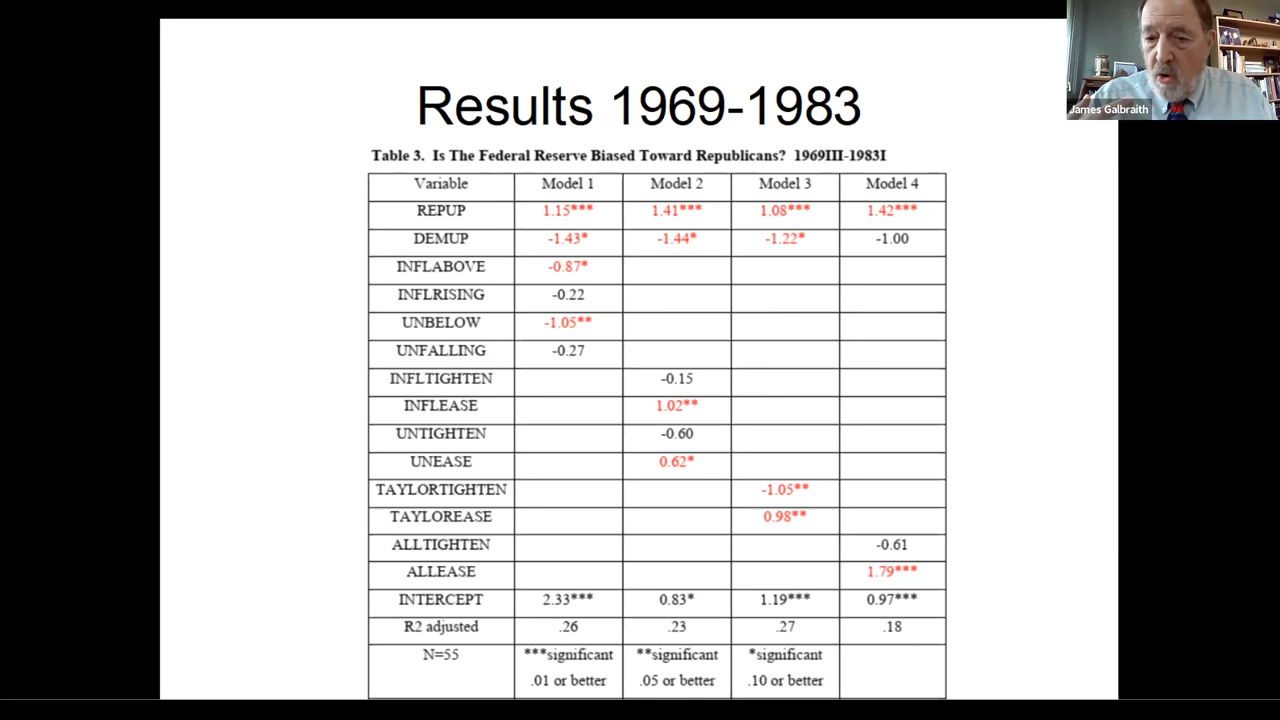 Results 1969-1983
James Galbraith
Table 3. Is The Federal Reserve Biased Toward Republicans? 1969III-1983I
Variable Model 1 Model 2 Model 3 Model 4
REPUP 1.15*** 1.41*** 1.08*** 1.42***
DEMUP -1.43* -1.44* -1.22* -1.00
INFLABOVE -0.87*
INFLRISING -0.22
UNBELOW -1.05**
UNFALLING -0.27
INFLTIGHTEN -0.15
INFLEASE 1.02**
UNTIGHTEN -0.60
UNEASE 0.62*
TAYLORTIGHTEN -1.05**
TAYLOREASE 0.98**
ALLTIGHTEN -0.61
ALLEASE 1.79***
INTERCEPT 2.33*** 0.83* 1.19*** 0.97***
R2 adjusted .26 .23 .27 .18
N=55 ***significant **significant *significant
.01 or better .05 or better .10 or better